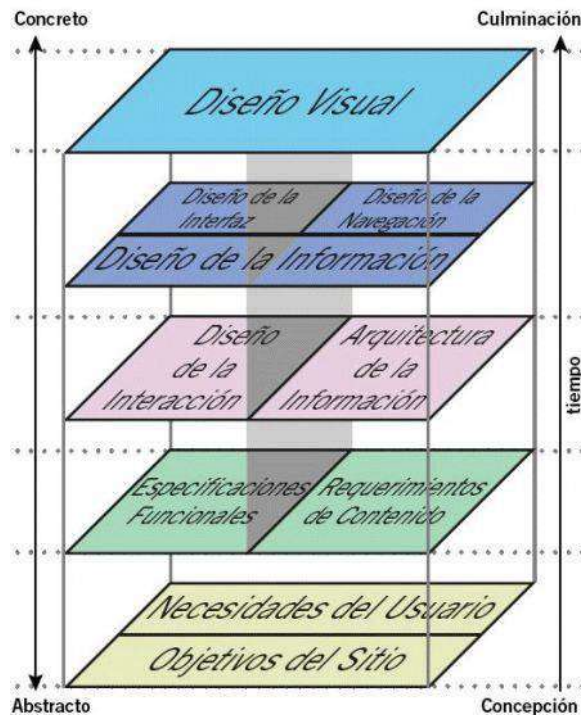 Concreto
Culminación
Diseño Visual
Diseño de la
Interfaz
Diseño de la
Navegación
Diseño de la Información
Diseño
de la
Interacción
Arquitectura
de la
Información
tiempo
Especificaciones
Funcionales
Requerimientos
de Contenido
Necesidades del Usuario
Objetivos del Sitio
Abstracto
Concepción